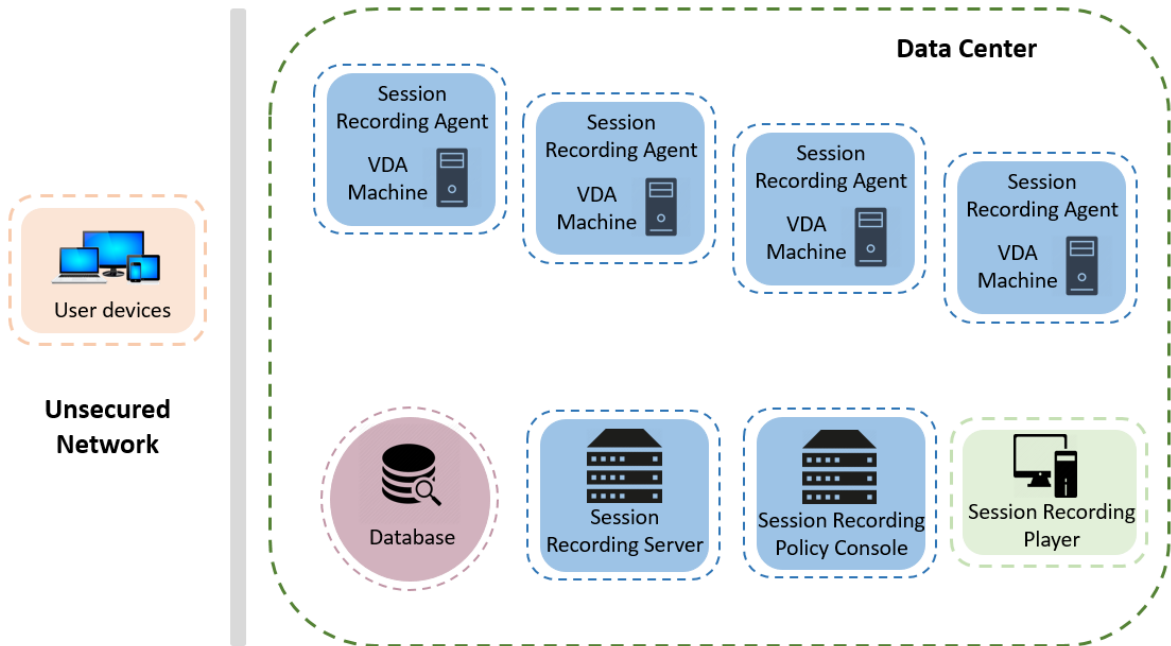 Data Center
Session
Recording Agent
VDA
Machine
Session
Recording Agent
VDA
Machine
Session
Recording Agent
VDA
Machine
Session
Recording Agent
VDA
Machine
User devices
Unsecured
Network
Database
Session
Recording Server
Session Recording
Policy Console
Session Recording
Player